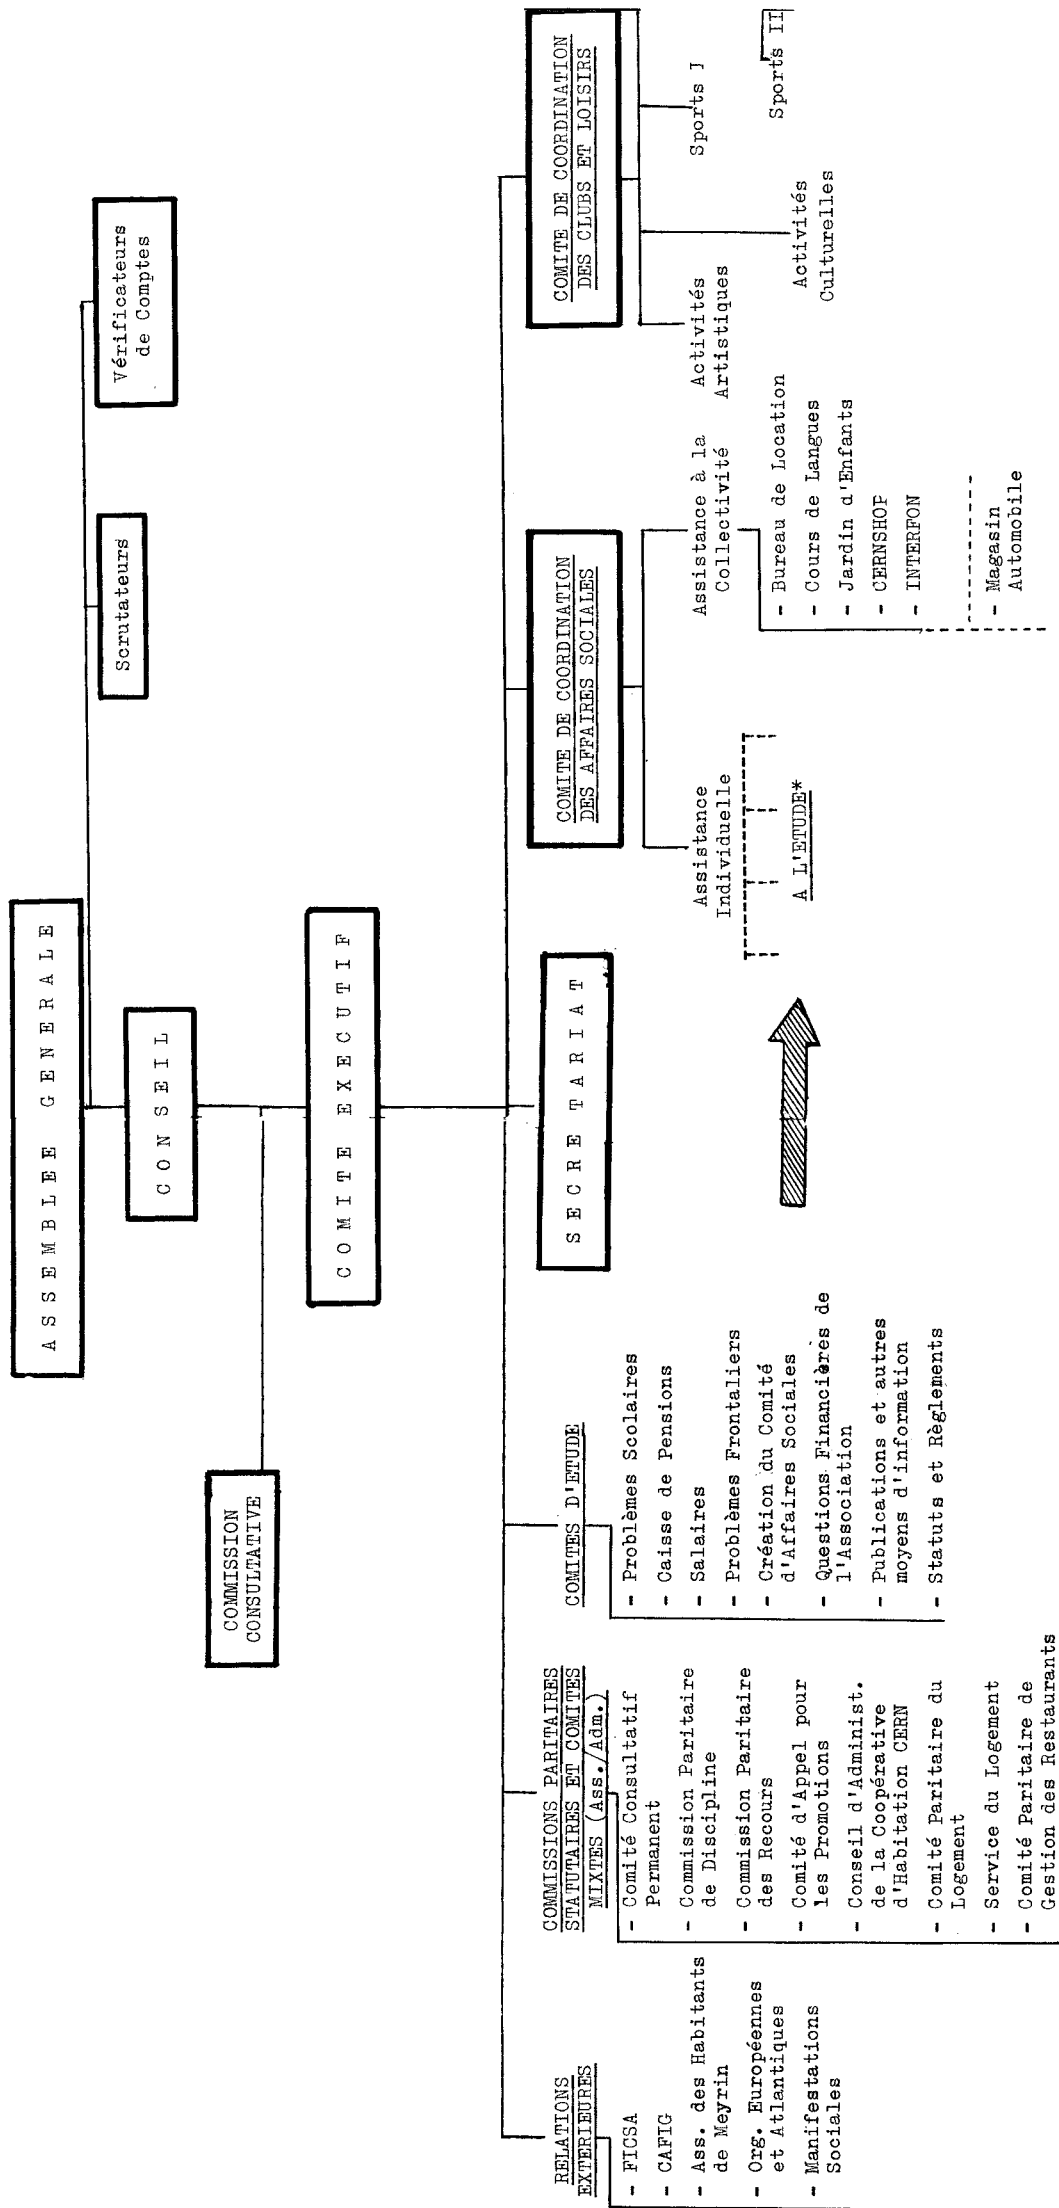 ASSEMBLEE GENERALE
Scrutateurs
Vérificateurs
de Comptes
CONSEIL
COMMISSION
CONSULTATIVE
COMITE EXECUTIF
RELATIONS
EXTERIEURES
- FICSA
- CAFIG
- Ass. des Habitants
de Meyrin
- Org. Européennes
et Atlantiques
- Manifestations
Sociales
COMMISSIONS PARITAIRES
STATUTAIRES ET COMITES
MIXTES (Ass./Adm.)
- Comité Consultatif
Permanent
- Commission Paritaire
de Discipline
- Commission Paritaire
des Recours
- Comité d'Appel pour
les Promotions
- Conseil d'Administ.
de la Coopérative
d'Habitation CERN
- Comité Paritaire du
Logement
- Service du Logement
- Comité Paritaire de
Gestion des Restaurants
COMITES D'ETUDE
- Problèmes Scolaires
- Caisse de Pensions
- Salaires
- Problèmes Frontaliers
- Création du Comité
d'Affaires Sociales
- Questions Financières de
l'Association
- Publications et autres
moyens d'information
- Statuts et Règlements
SECRETARIAT
COMITE DE COORDINATION
DES AFFAIRES SOCIALES
Assistance
Individuelle
A L'ETUDE*
Assistance à la
Collectivité
- Bureau de Location
- Cours de Langues
- Jardin d'Enfants
- CERNSHOP
- INTERFON
- Magasin
Automobile
COMITE DE COORDINATION
DES CLUBS ET LOISIRS
Activités
Artistiques
Activités
Culturelles
Sports I
Sports II